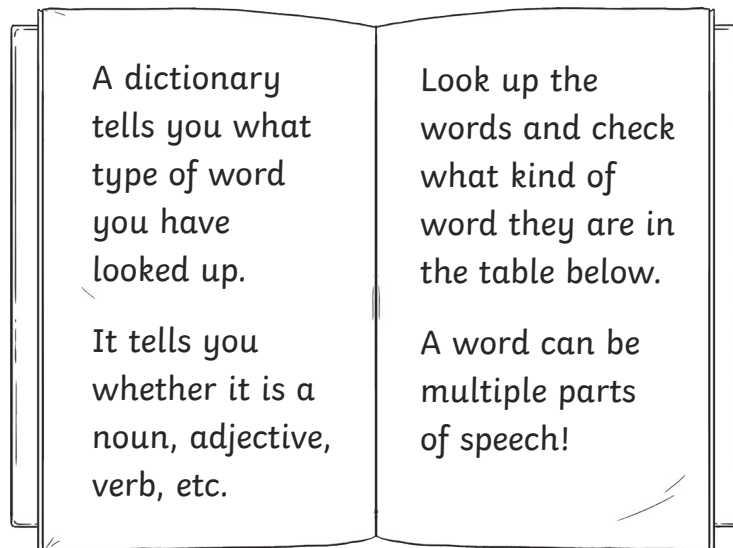 A dictionary
tells you what
type of word
you have
looked up.
It tells you
whether it is a
noun, adjective,
verb, etc.
Look up the
words and check
what kind of
word they are in
the table below.
A word can be
multiple parts
of speech!